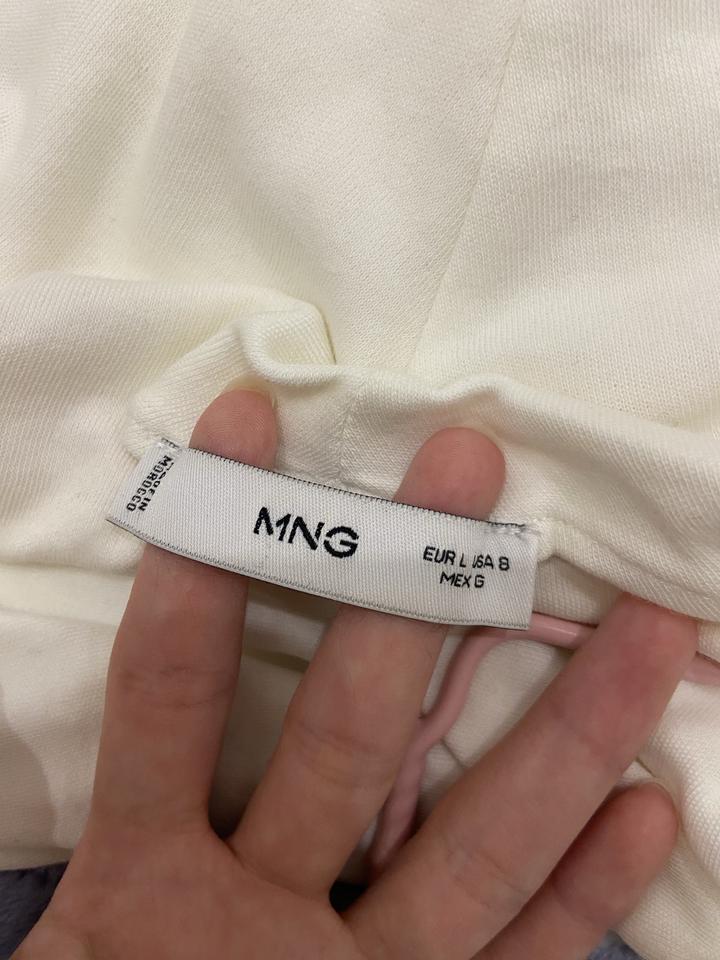 MADE IN
MOROCCO
MNG
EUR L USA 8
MEX G